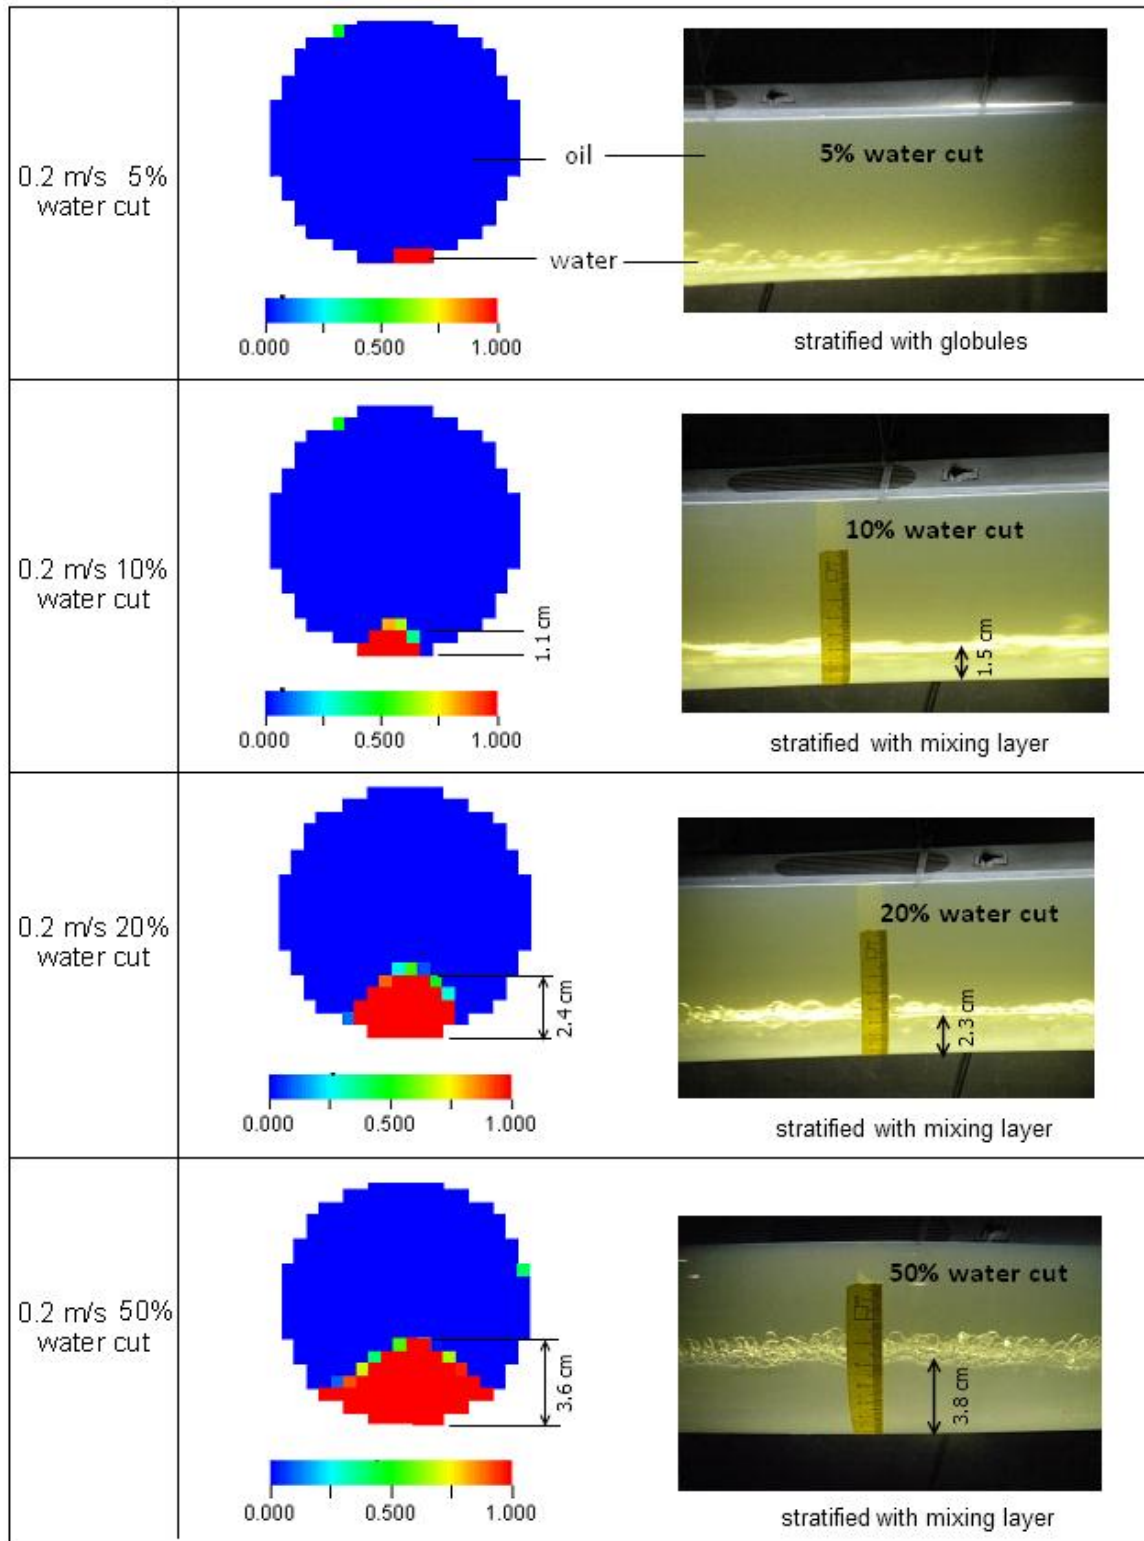 0.2 m/s 5%
water cut
oil
water
0.000 0.500 1.000
5% water cut
stratified with globules
0.2 m/s 10%
water cut
1.1 cm
0.000 0.500 1.000
10% water cut
1.5 cm
stratified with mixing layer
0.2 m/s 20%
water cut
2.4 cm
0.000 0.500 1.000
20% water cut
2.3 cm
stratified with mixing layer
0.2 m/s 50%
water cut
3.6 cm
0.000 0.500 1.000
50% water cut
3.8 cm
stratified with mixing layer